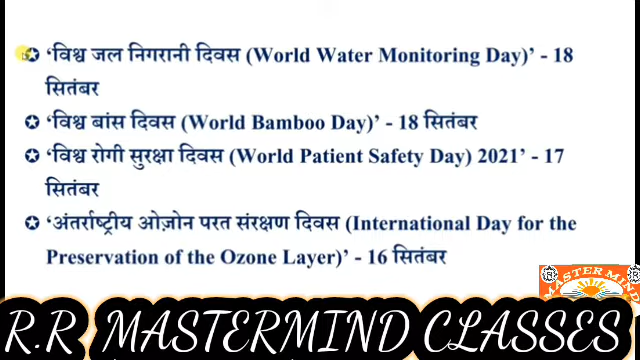 ‘विश्व जल निगरानी दिवस (World Water Monitoring Day)’ - 18
सितंबर
‘विश्व बांस दिवस (World Bamboo Day)’ - 18 सितंबर
‘विश्व रोगी सुरक्षा दिवस (World Patient Safety Day) 2021’ - 17
सितंबर
‘अंतर्राष्ट्रीय ओज़ोन परत संरक्षण दिवस (International Day for the
Preservation of the Ozone Layer)’ - 16 सितंबर
MASTER MIND
R.R MASTERMIND CLASSES